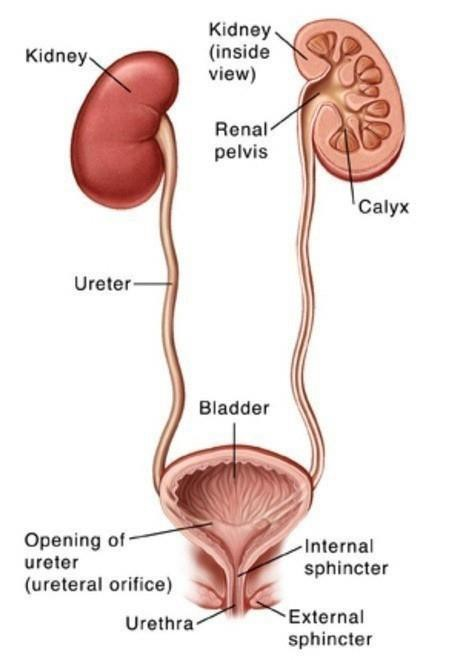 Kidney
Kidney
(inside
view)
Renal
pelvis
Calyx
Ureter
Bladder
Opening of
ureter
(ureteral orifice)
Internal
sphincter
Urethra
External
sphincter